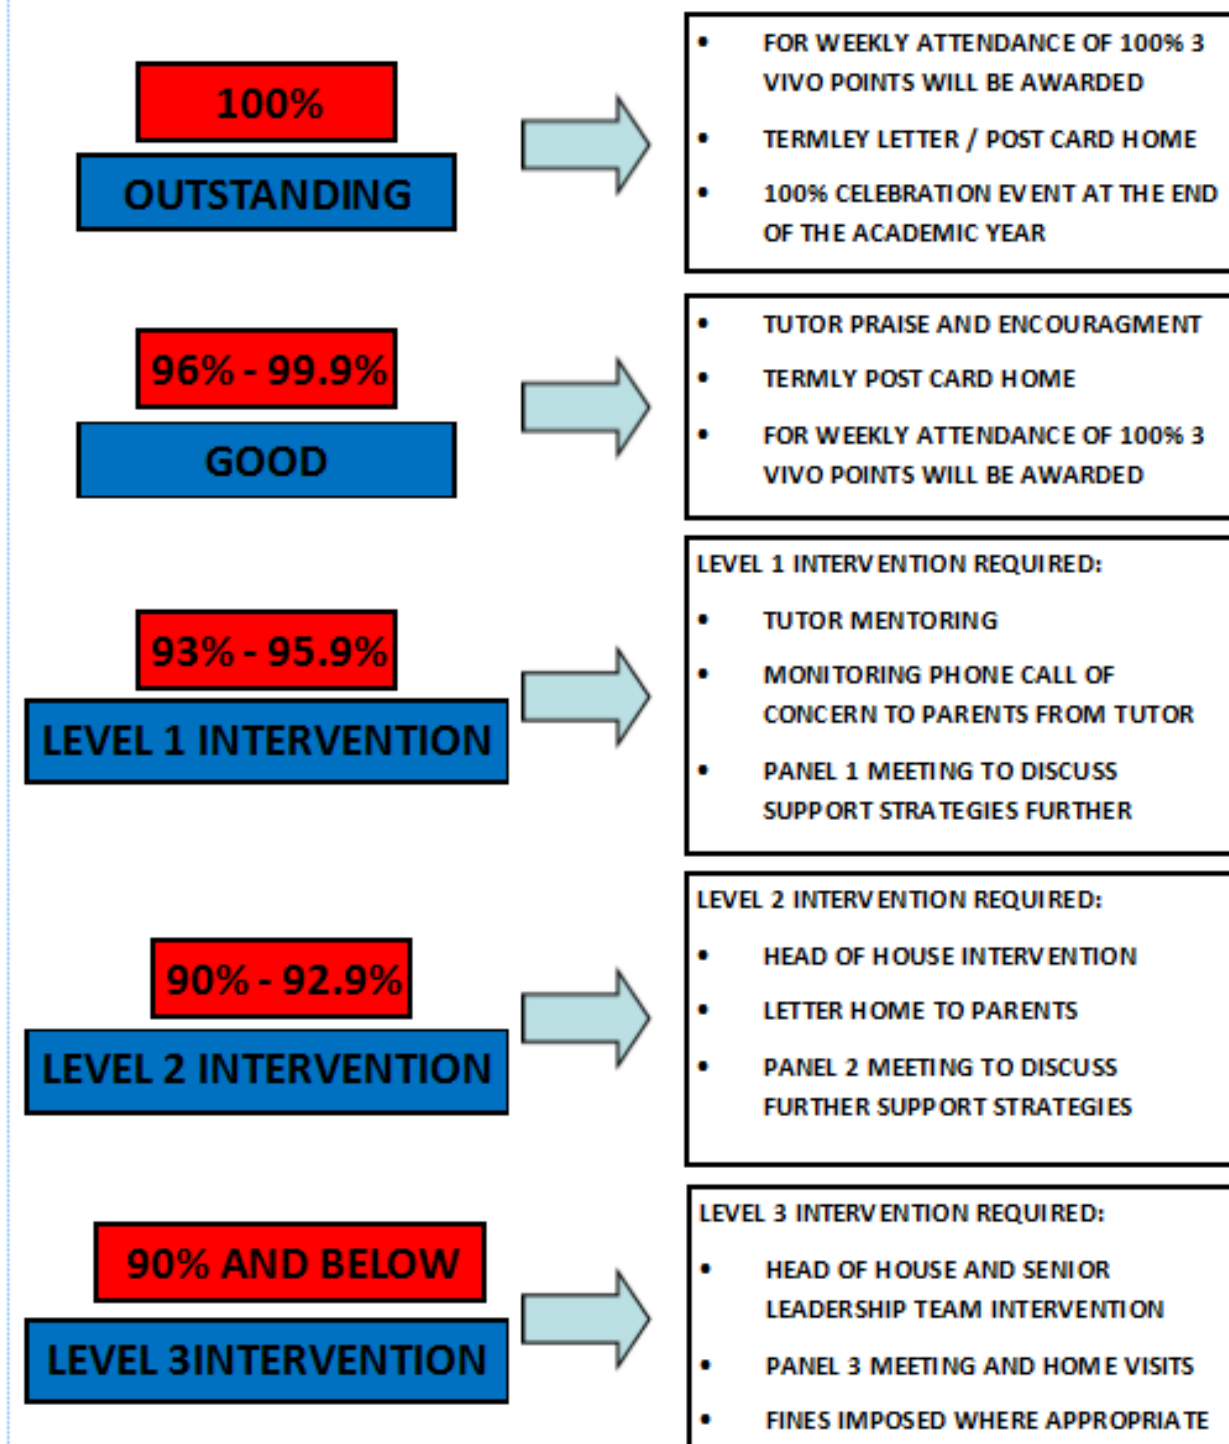 100%
OUTSTANDING
• FOR WEEKLY ATTENDANCE OF 100% 3
VIVO POINTS WILL BE AWARDED
• TERMLEY LETTER / POST CARD HOME
• 100% CELEBRATION EVENT AT THE END
OF THE ACADEMIC YEAR
96% - 99.9%
GOOD
• TUTOR PRAISE AND ENCOURAGMENT
• TERMLY POST CARD HOME
• FOR WEEKLY ATTENDANCE OF 100% 3
VIVO POINTS WILL BE AWARDED
93% - 95.9%
LEVEL 1 INTERVENTION
LEVEL 1 INTERVENTION REQUIRED:
• TUTOR MENTORING
• MONITORING PHONE CALL OF
CONCERN TO PARENTS FROM TUTOR
• PANEL 1 MEETING TO DISCUSS
SUPPORT STRATEGIES FURTHER
90% - 92.9%
LEVEL 2 INTERVENTION
LEVEL 2 INTERVENTION REQUIRED:
• HEAD OF HOUSE INTERVENTION
• LETTER HOME TO PARENTS
• PANEL 2 MEETING TO DISCUSS
FURTHER SUPPORT STRATEGIES
90% AND BELOW
LEVEL 3INTERVENTION
LEVEL 3 INTERVENTION REQUIRED:
• HEAD OF HOUSE AND SENIOR
LEADERSHIP TEAM INTERVENTION
• PANEL 3 MEETING AND HOME VISITS
• FINES IMPOSED WHERE APPROPRIATE